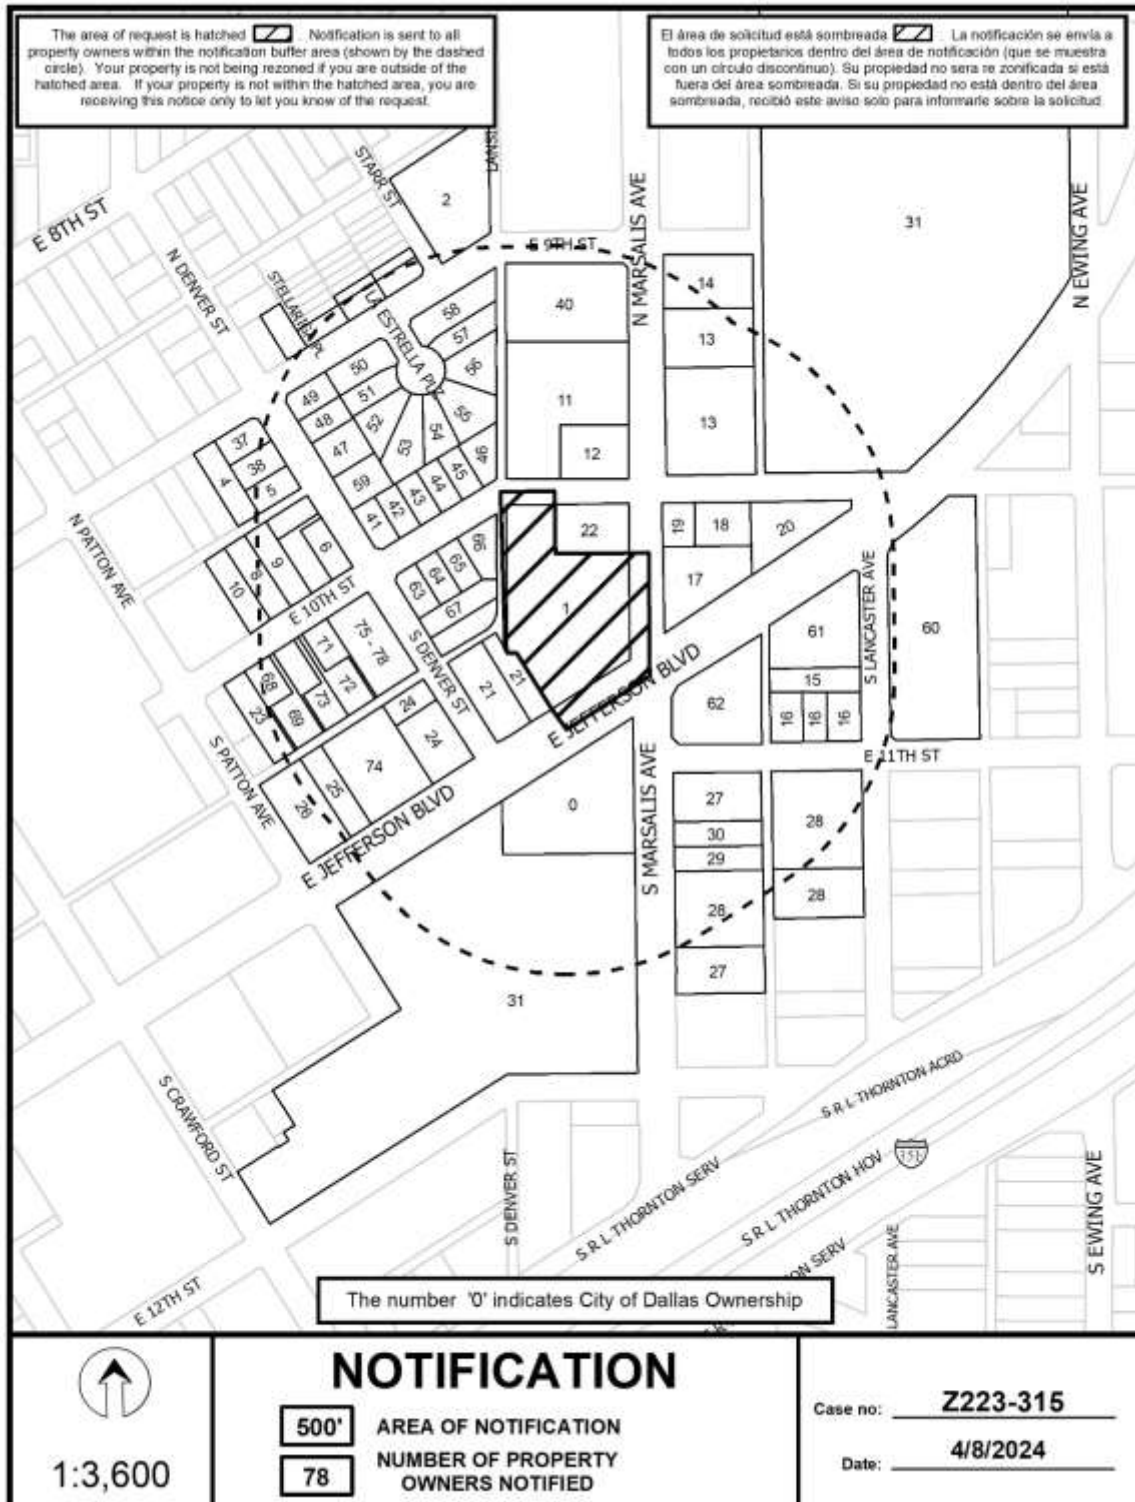 The area of request is hatched . Notification is sent to all
property owners within the notification buffer area (shown by the dashed
circle). Your property is not being rezoned if you are outside of the
hatched area. If your property is not within the hatched area, you are
receiving this notice only to let you know of the request.
El área de solicitud está sombreada . La notificación se envía a
todos los propietarios dentro del área de notificación (que se muestra
con un círculo discontinuo). Su propiedad no sera re zonificada si está
fuera del área sombreada. Si su propiedad no está dentro del área
sombreada, recibió este aviso solo para informarle sobre la solicitud.
E 8TH ST
N DENVER ST
STARR ST
2
E 9TH ST
N MARSALIS AVE
31
N EWING AVE
LA ESTRELLA PLZ
58
57
56
55
54
53
52
51
50
49
48
47
59
46
45
44
43
42
41
40
11
12
14
13
13
37
38
5
4
N PATTON AVE
10
8
9
6
E 10TH ST
66
65
64
63
67
S DENVER ST
22
1
19
18
20
17
S LANCASTER AVE
60
61
15
16
16
16
62
E 11TH ST
21
21
E JEFFERSON BLVD
71
75 - 78
72
73
68
69
23
24
24
74
25
26
S PATTON AVE
E JEFFERSON BLVD
0
S MARSALIS AVE
27
30
29
28
27
28
28
31
S CRAWFORD ST
S R L THORNTON ACRD
S DENVER ST
S R L THORNTON SERV
S R L THORNTON HOV
S EWING AVE
LANCASTER AVE
ON SERV
E 12TH ST
The number '0' indicates City of Dallas Ownership
1:3,600
NOTIFICATION
500' AREA OF NOTIFICATION
78 NUMBER OF PROPERTY
OWNERS NOTIFIED
Case no: Z223-315
Date: 4/8/2024